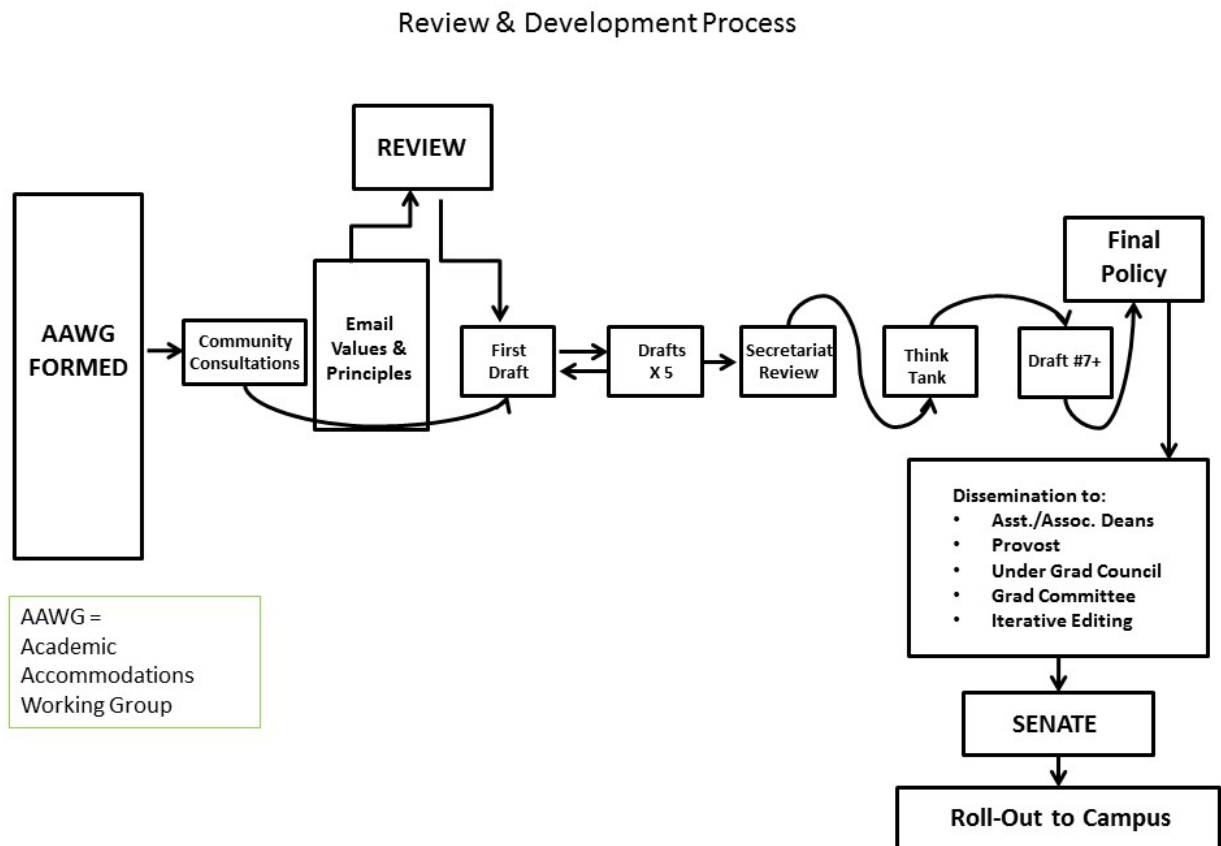 Review & Development Process
REVIEW
AAWG
FORMED
Community
Consultations
Email
Values &
Principles
First
Draft
Drafts
X 5
Secretariat
Review
Think
Tank
Draft #7+
Final
Policy
Dissemination to:
• Asst./Assoc. Deans
• Provost
• Under Grad Council
• Grad Committee
• Iterative Editing
AAWG =
Academic
Accommodations
Working Group
SENATE
Roll-Out to Campus